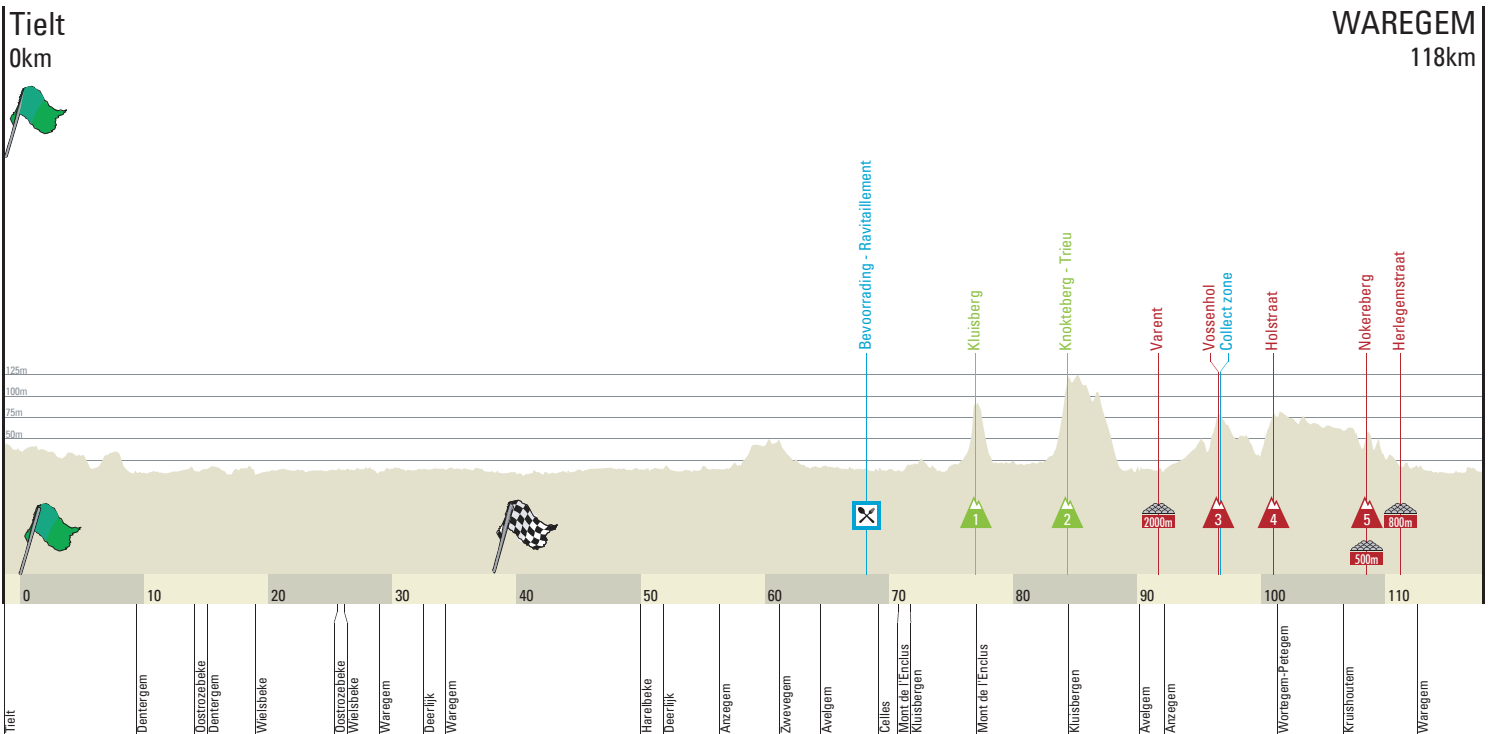 Tielt
0km
WAREGEM
118km
Bevoorrading - Ravitaillement
Kluisberg
Knokteberg - Trieu
Varent
Vossenhol
Collect zone
Holstraat
Nokereberg
Herlegemstraat
125m
100m
75m
50m
1
2
2000m
3
4
5
800m
500m
0
10
20
30
40
50
60
70
80
90
100
110
Tielt
Dentergem
Oostrozebeke
Dentergem
Wielsbeke
Oostrozebeke
Wielsbeke
Waregem
Deerlijk
Waregem
Harelbeke
Deerlijk
Anzegem
Zwevegem
Avelgem
Celles
Mont de l'Enclus
Kluisbergen
Mont de l'Enclus
Kluisbergen
Avelgem
Anzegem
Wortegem-Petegem
Kruishoutem
Waregem